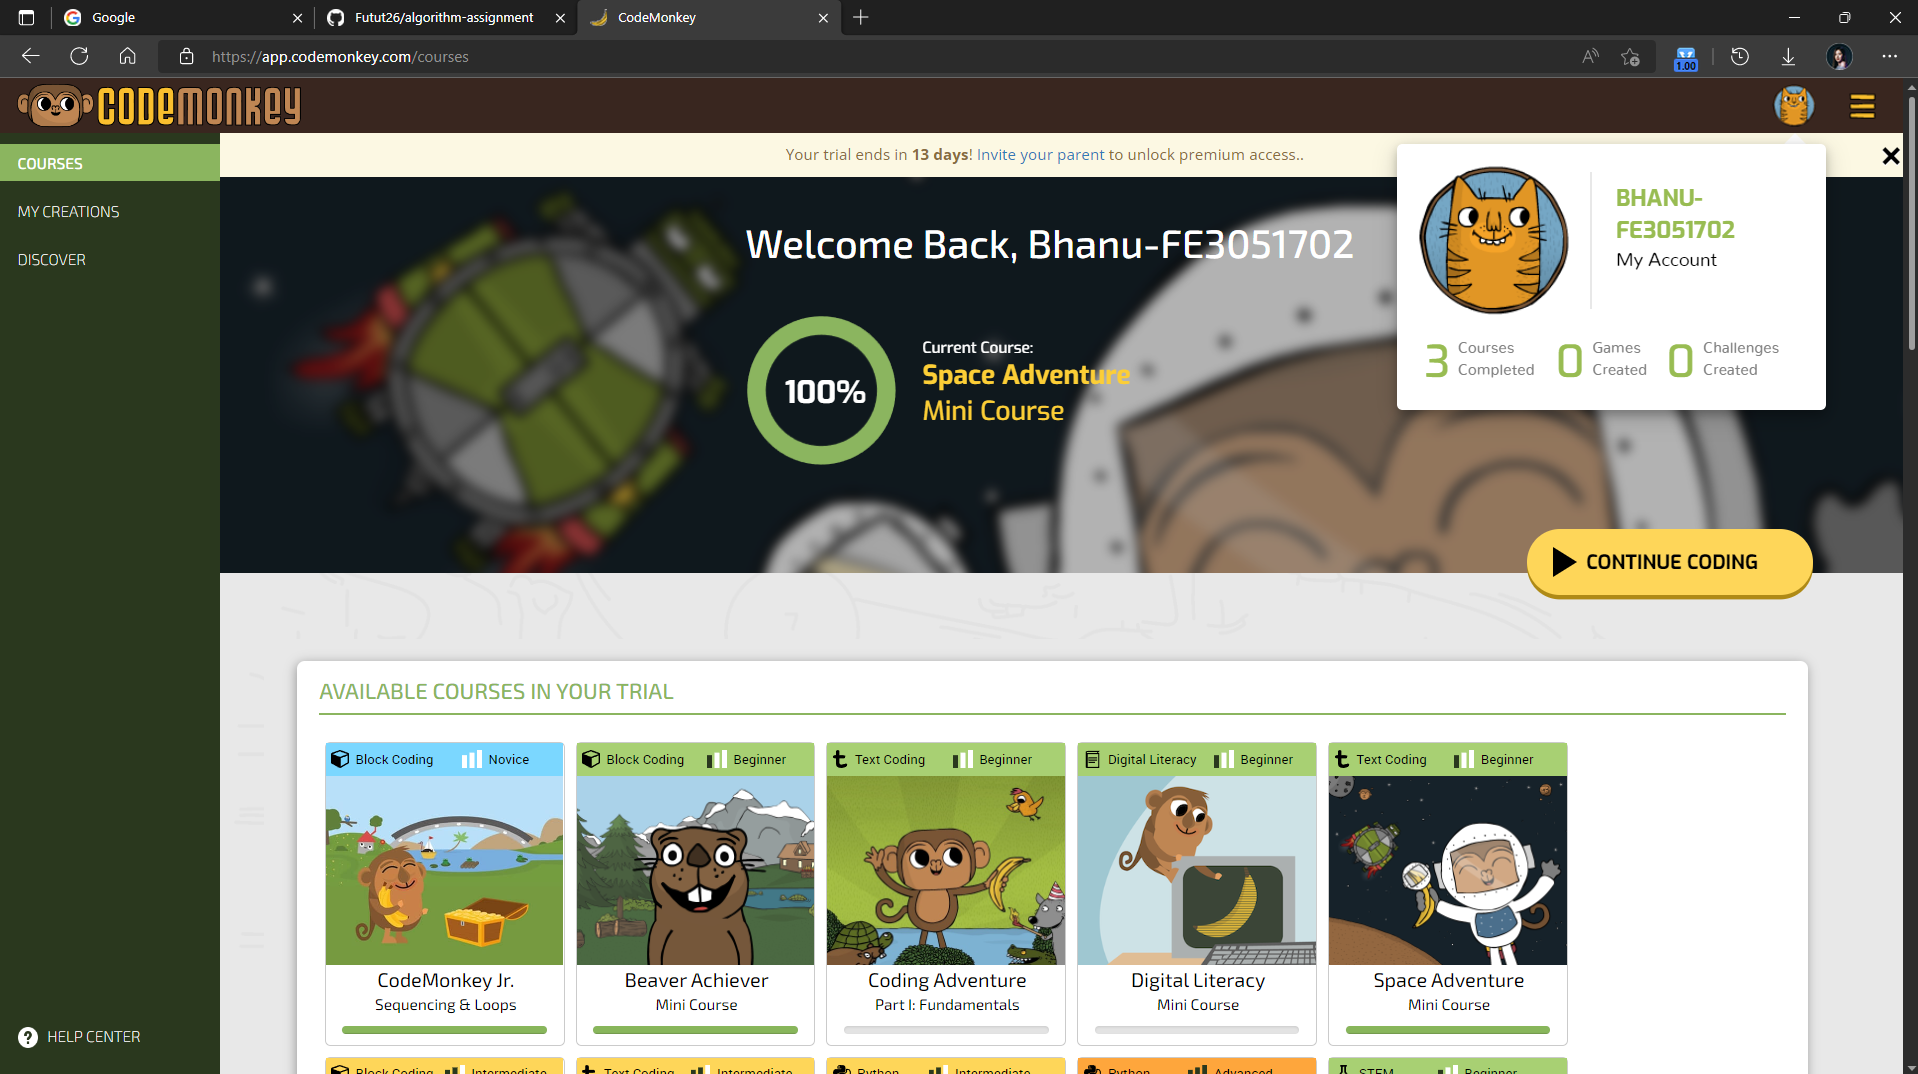 Google
Futut26/algorithm-assignment
CodeMonkey
https://app.codemonkey.com/courses
1.00
CODEMONKEY
COURSES
MY CREATIONS
DISCOVER
HELP CENTER
Your trial ends in 13 days! Invite your parent to unlock premium access..
Welcome Back, Bhanu-FE3051702
100%
Current Course:
Space Adventure
Mini Course
BHANU-
FE3051702
My Account
3 Courses Completed
0 Games Created
0 Challenges Created
CONTINUE CODING
AVAILABLE COURSES IN YOUR TRIAL
Block Coding Novice
CodeMonkey Jr.
Sequencing & Loops
Block Coding Beginner
Beaver Achiever
Mini Course
Text Coding Beginner
Coding Adventure
Part I: Fundamentals
Digital Literacy Beginner
Digital Literacy
Mini Course
Text Coding Beginner
Space Adventure
Mini Course
Block Coding Intermediate
Text Coding Intermediate
Python Intermediate
Python Advanced
STEM Beginner